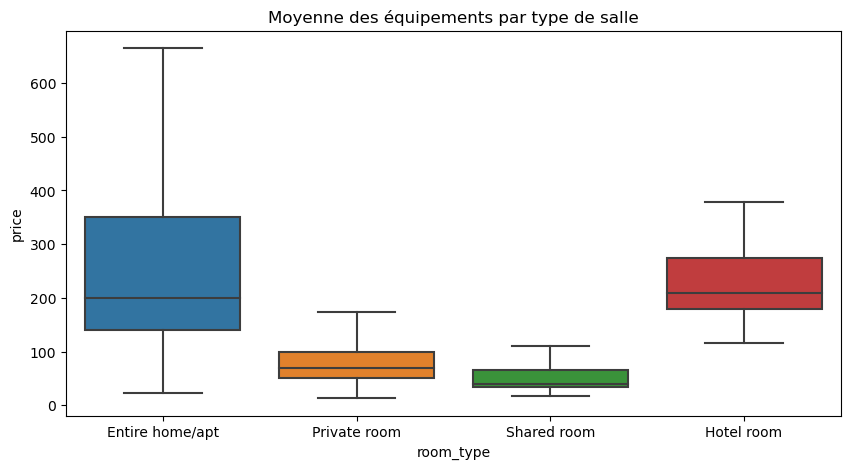 Moyenne des équipements par type de salle
price
600
500
400
300
200
100
0
Entire home/apt
Private room
Shared room
Hotel room
room_type